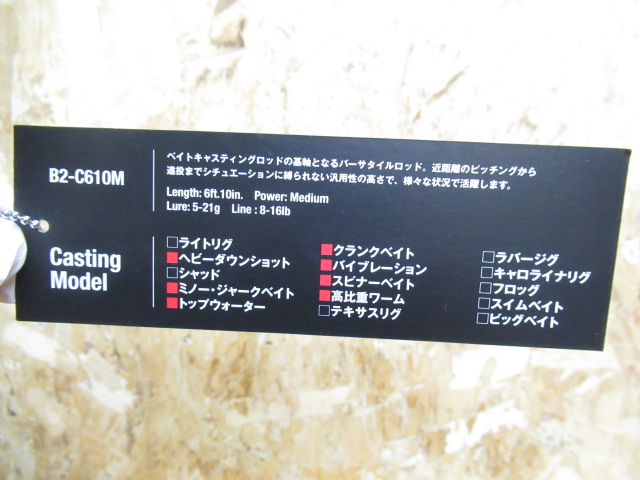 B2-C610M
ベイトキャスティングロッドの基軸となるバーサタイルロッド。近距離のピッチングから
遠投までシチュエーションに縛られない汎用性の高さで、様々な状況で活躍します。
Length: 6ft.10in. Power: Medium
Lure: 5-21g Line : 8-16lb
Casting
Model
□ライトリグ
■ヘビーダウンショット
□シャッド
■ミノー・ジャークベイト
■トップウォーター
■クランクベイト
■バイブレーション
■スピナーベイト
■高比重ワーム
□テキサスリグ
□ラバージグ
□キャロライナリグ
□フロッグ
□スイムベイト
□ビッグベイト